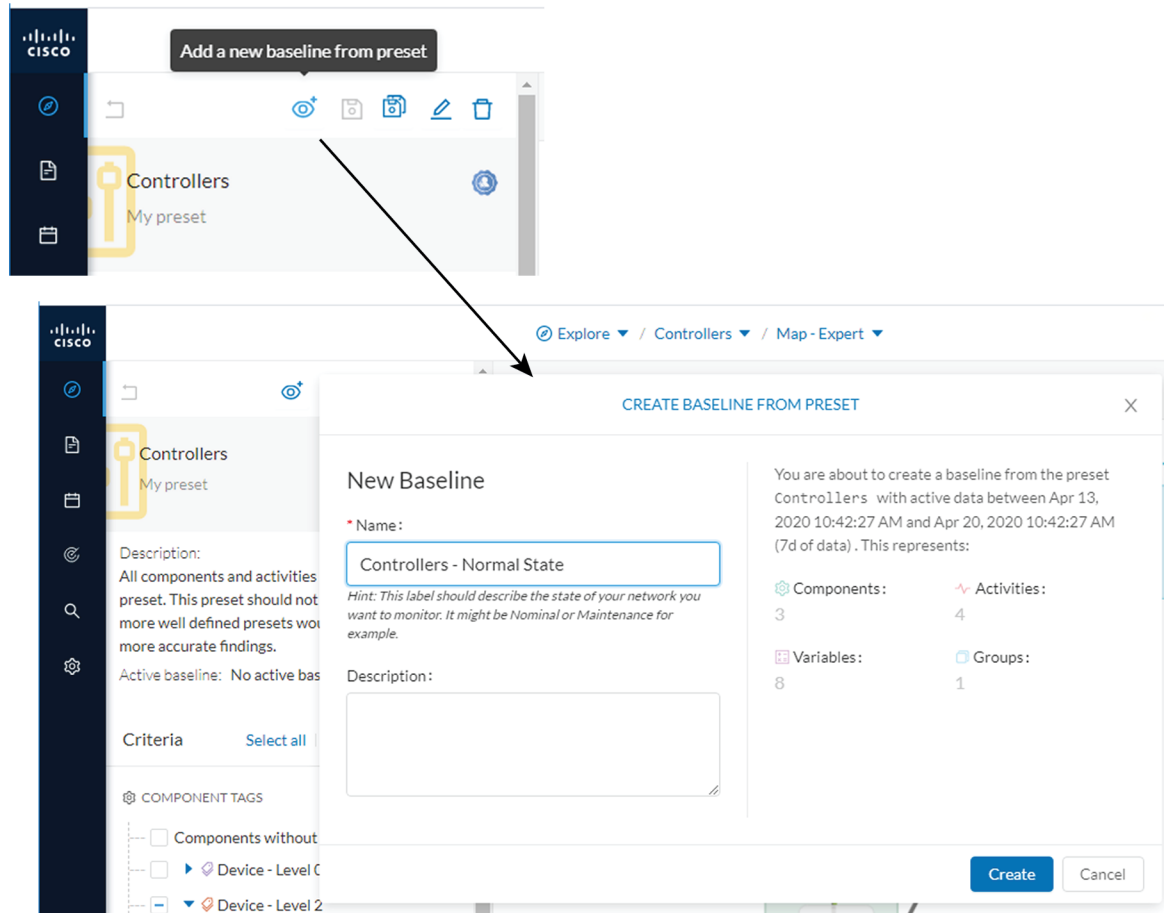 CISCO
Add a new baseline from preset
Controllers
My preset
CISCO
Explore / Controllers / Map - Expert
Controllers
My preset
Description:
All components and activities
preset. This preset should not
more well defined presets wou
more accurate findings.
Active baseline: No active bas
Criteria Select all
COMPONENT TAGS
Components without
Device - Level 0
Device - Level 2
CREATE BASELINE FROM PRESET
New Baseline
* Name:
Controllers - Normal State
Hint: This label should describe the state of your network you
want to monitor. It might be Nominal or Maintenance for
example.
Description:
You are about to create a baseline from the preset
Controllers with active data between Apr 13,
2020 10:42:27 AM and Apr 20, 2020 10:42:27 AM
(7d of data) . This represents:
Components: Activities:
3 4
Variables: Groups:
8 1
Create Cancel